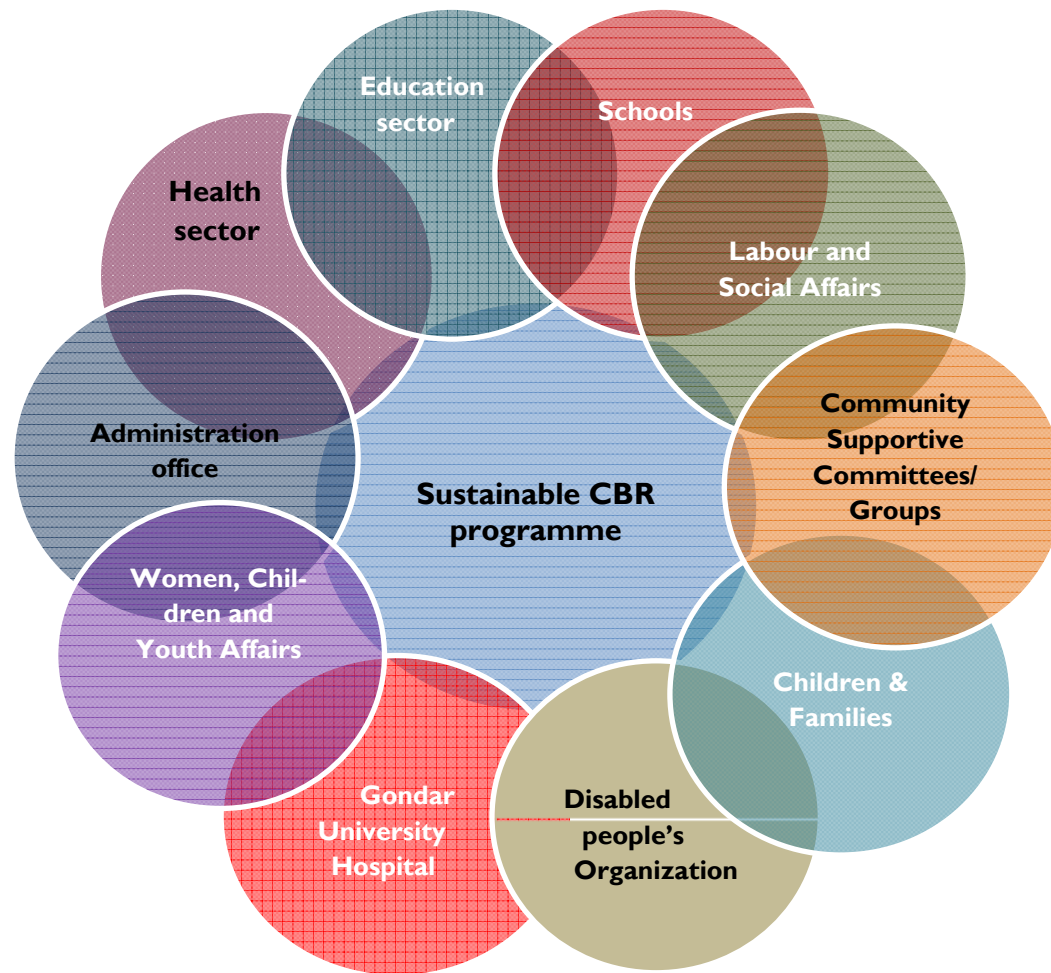 Education
sector
Schools
Health
sector
Labour and
Social Affairs
Community
Supportive
Committees/
Groups
Administration
office
Sustainable CBR
programme
Women, Chil-
dren and
Youth Affairs
Children &
Families
Gondar
University
Hospital
Disabled
people's
Organization